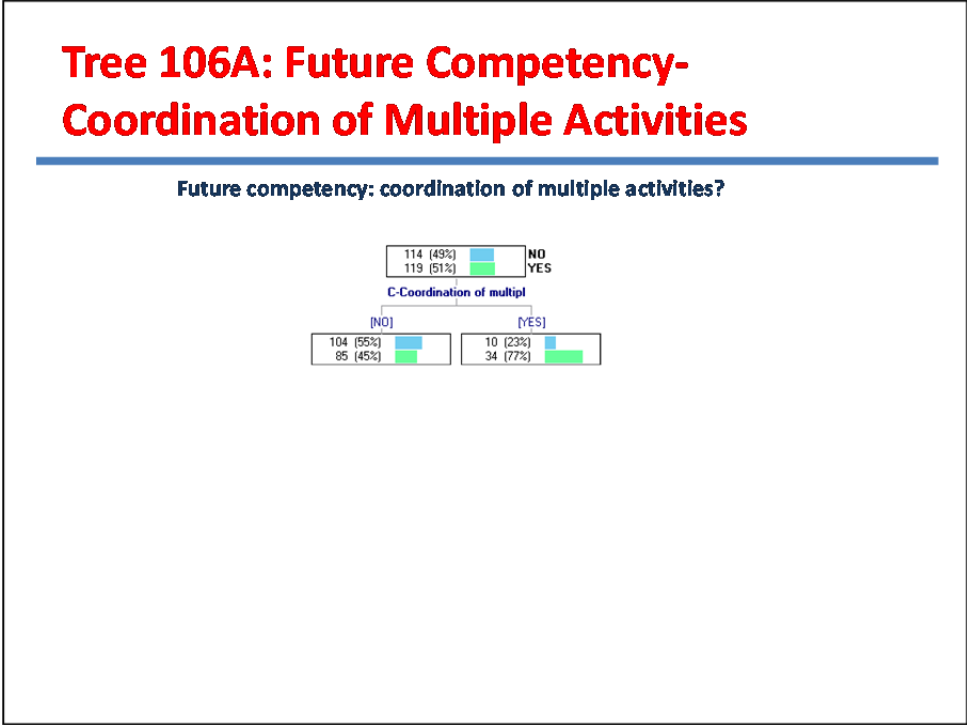 Tree 106A: Future Competency-
Coordination of Multiple Activities
Future competency: coordination of multiple activities?
114 (49%) NO
119 (51%) YES
C-Coordination of multipl
[NO] [YES]
104 (55%) 10 (23%)
85 (45%) 34 (77%)